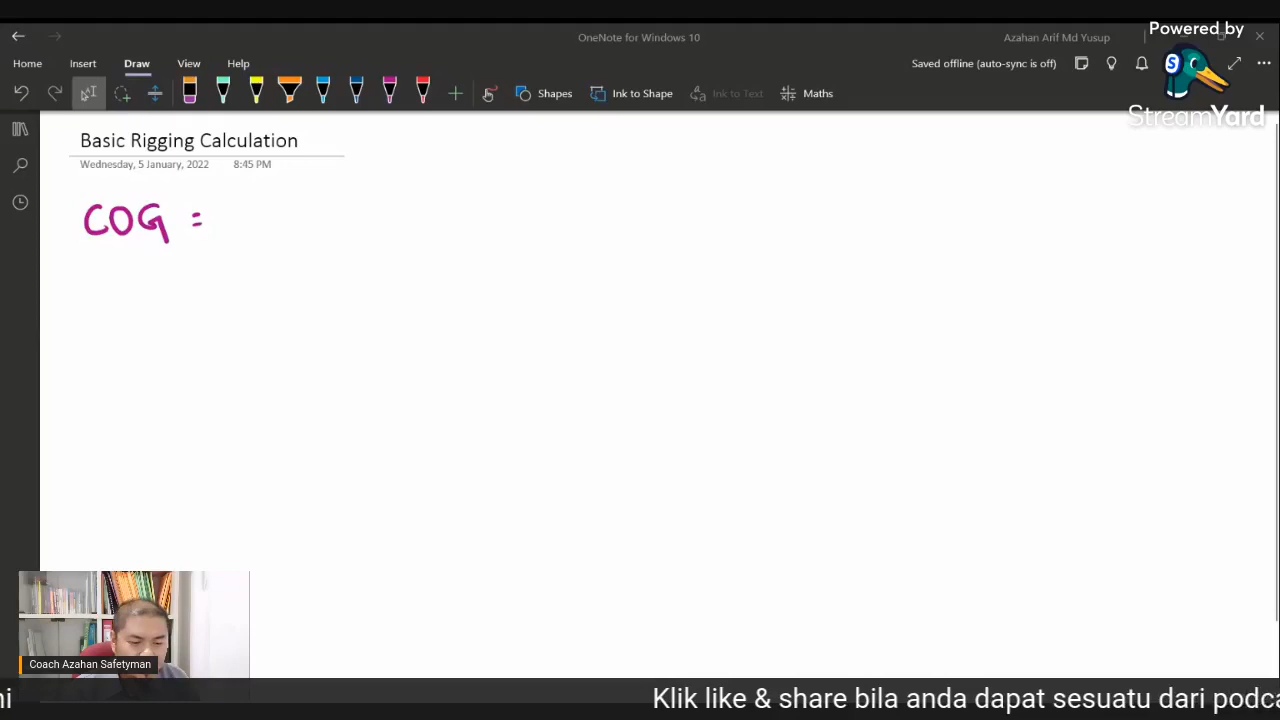 Powered by
StreamYard
OneNote for Windows 10
Azahan Arif Md Yusup
Home Insert Draw View Help
Saved offline (auto-sync is off)
Shapes Ink to Shape Ink to Text Maths
Basic Rigging Calculation
Wednesday, 5 January, 2022 8:45 PM
COG =
Coach Azahan Safetyman
Klik like & share bila anda dapat sesuatu dari